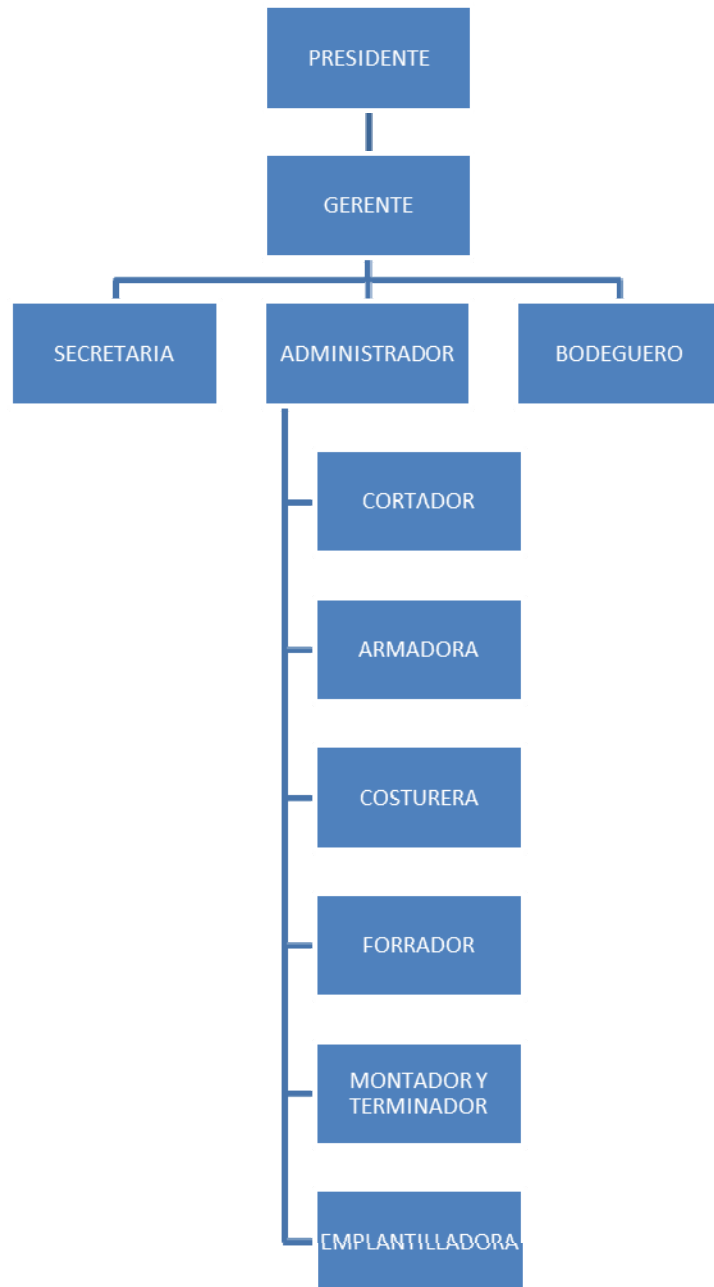 PRESIDENTE
GERENTE
SECRETARIA
ADMINISTRADOR
BODEGUERO
CORTADOR
ARMADORA
COSTURERA
FORRADOR
MONTADOR Y
TERMINADOR
EMPLANTILLADORA